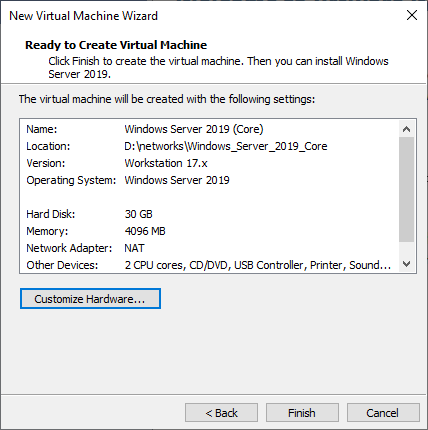 New Virtual Machine Wizard
Ready to Create Virtual Machine
Click Finish to create the virtual machine. Then you can install Windows
Server 2019.
The virtual machine will be created with the following settings:
Name: Windows Server 2019 (Core)
Location: D:\networks\Windows_Server_2019_Core
Version: Workstation 17.x
Operating System: Windows Server 2019
Hard Disk: 30 GB
Memory: 4096 MB
Network Adapter: NAT
Other Devices: 2 CPU cores, CD/DVD, USB Controller, Printer, Sound...
Customize Hardware...
< Back Finish Cancel